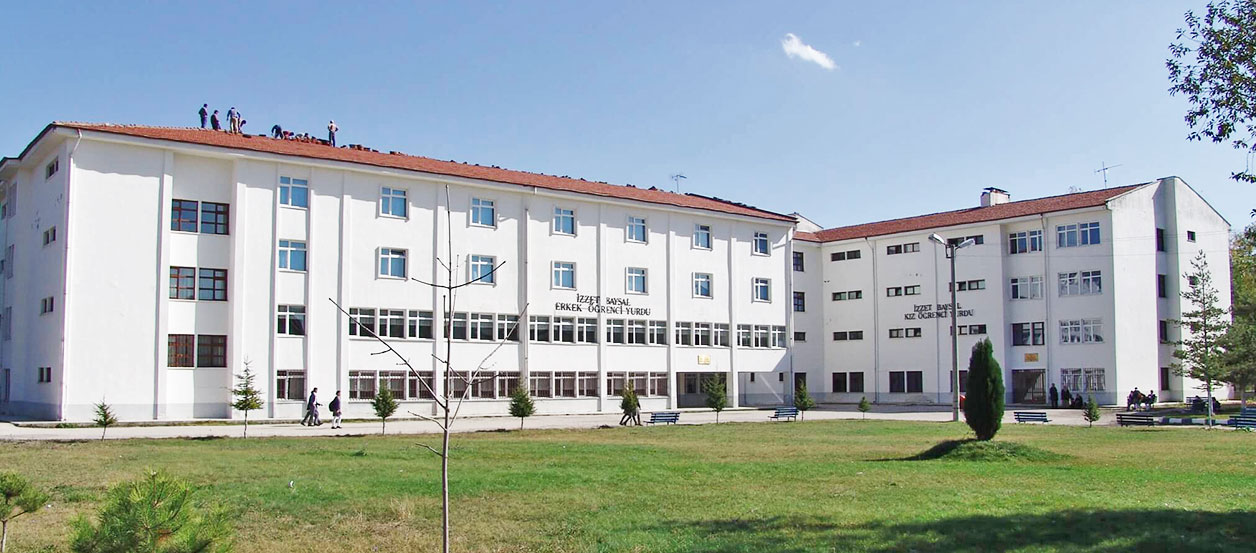 İZZET BAYSAL
ERKEK ÖĞRENCİ YURDU
İZZET BAYSAL
KIZ ÖĞRENCİ YURDU